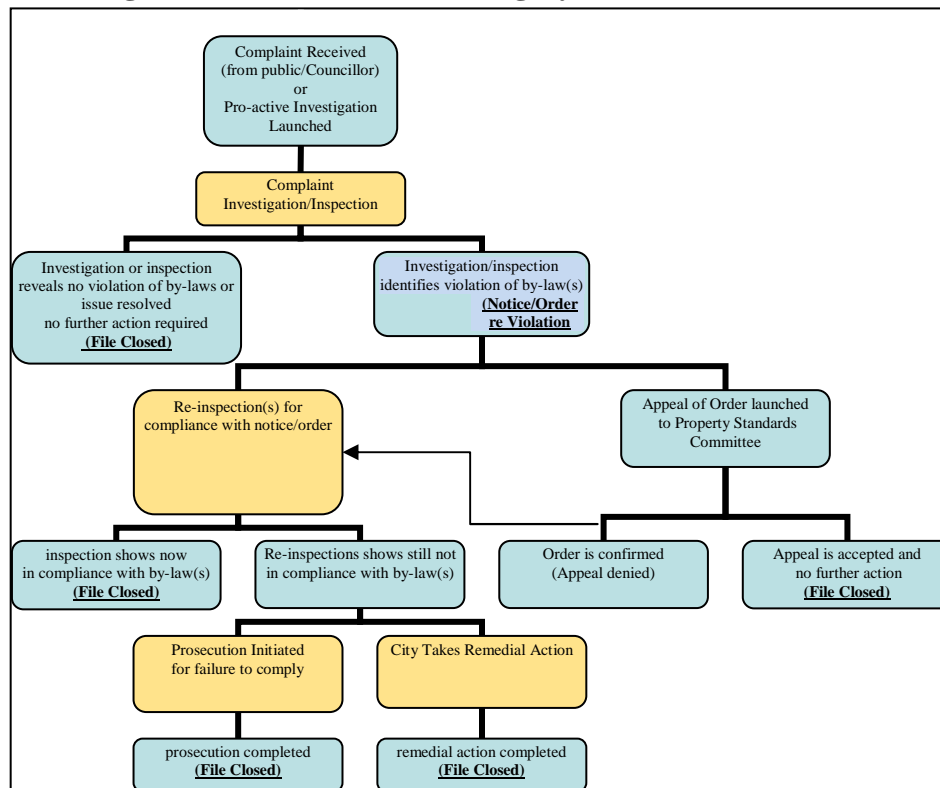 Complaint Received
(from public/Councillor)
or
Pro-active Investigation
Launched
Complaint
Investigation/Inspection
Investigation or inspection
reveals no violation of by-laws or
issue resolved
no further action required
(File Closed)
Investigation/inspection
identifies violation of by-law(s)
(Notice/Order
re Violation
Re-inspection(s) for
compliance with notice/order
Appeal of Order launched
to Property Standards
Committee
inspection shows now
in compliance with by-law(s)
(File Closed)
Re-inspections shows still not
in compliance with by-law(s)
Order is confirmed
(Appeal denied)
Appeal is accepted and
no further action
(File Closed)
Prosecution Initiated
for failure to comply
City Takes Remedial Action
prosecution completed
(File Closed)
remedial action completed
(File Closed)